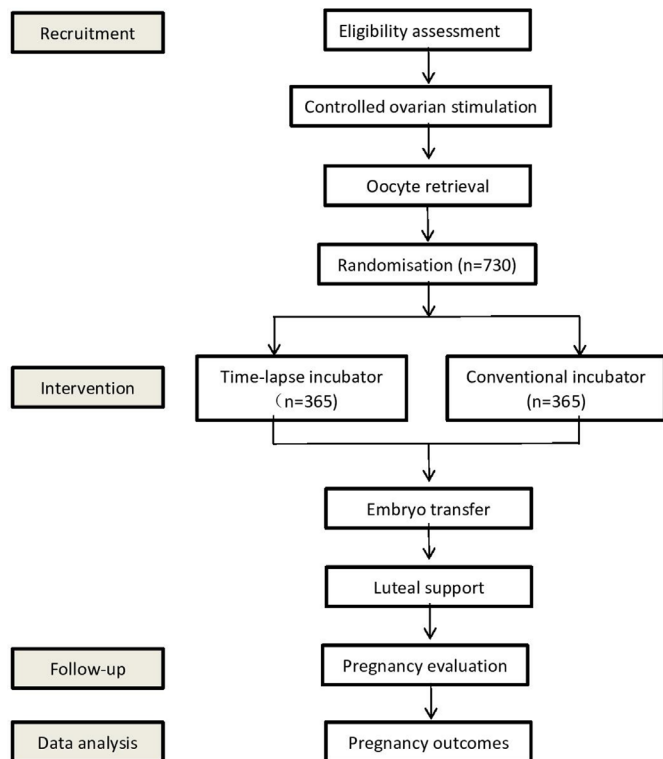 Recruitment
Eligibility assessment
Controlled ovarian stimulation
Oocyte retrieval
Randomisation (n=730)
Intervention
Time-lapse incubator
（n=365)
Conventional incubator
(n=365)
Embryo transfer
Luteal support
Follow-up
Pregnancy evaluation
Data analysis
Pregnancy outcomes